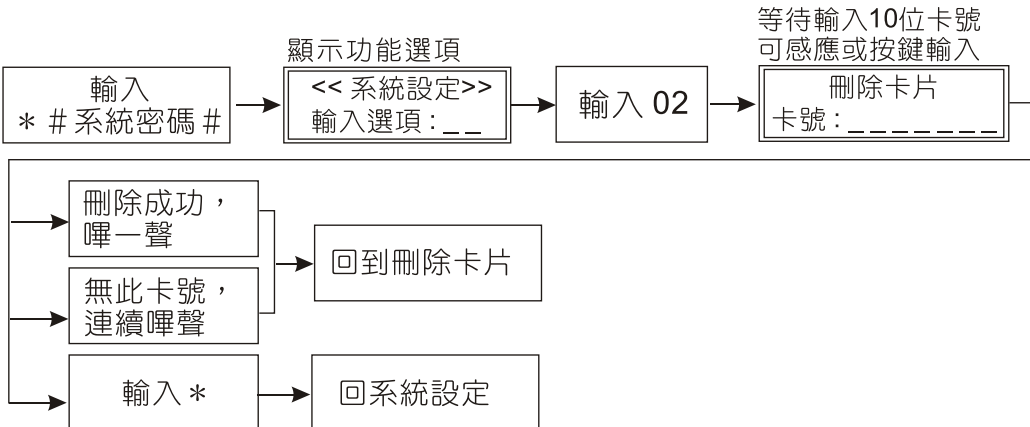 輸入
＊＃系統密碼＃
顯示功能選項
<< 系統設定>>
輸入選項：_ _
輸入 02
等待輸入10位卡號
可感應或按鍵輸入
刪除卡片
卡號：_ _ _ _ _ _ _
刪除成功，
嗶一聲
無此卡號，
連續嗶聲
回到刪除卡片
輸入＊
回系統設定